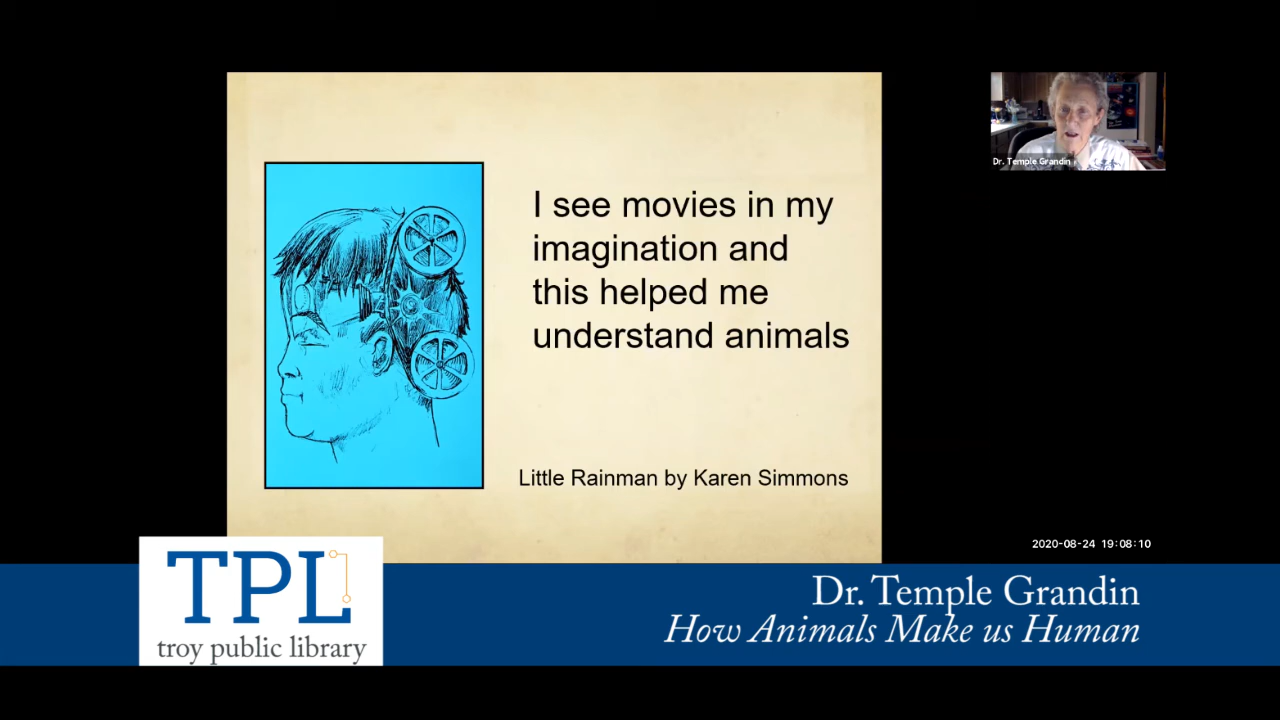 I see movies in my
imagination and
this helped me
understand animals
Little Rainman by Karen Simmons
Dr. Temple Grandin
2020-08-24 19:08:10
TPL
troy public library
Dr. Temple Grandin
How Animals Make us Human